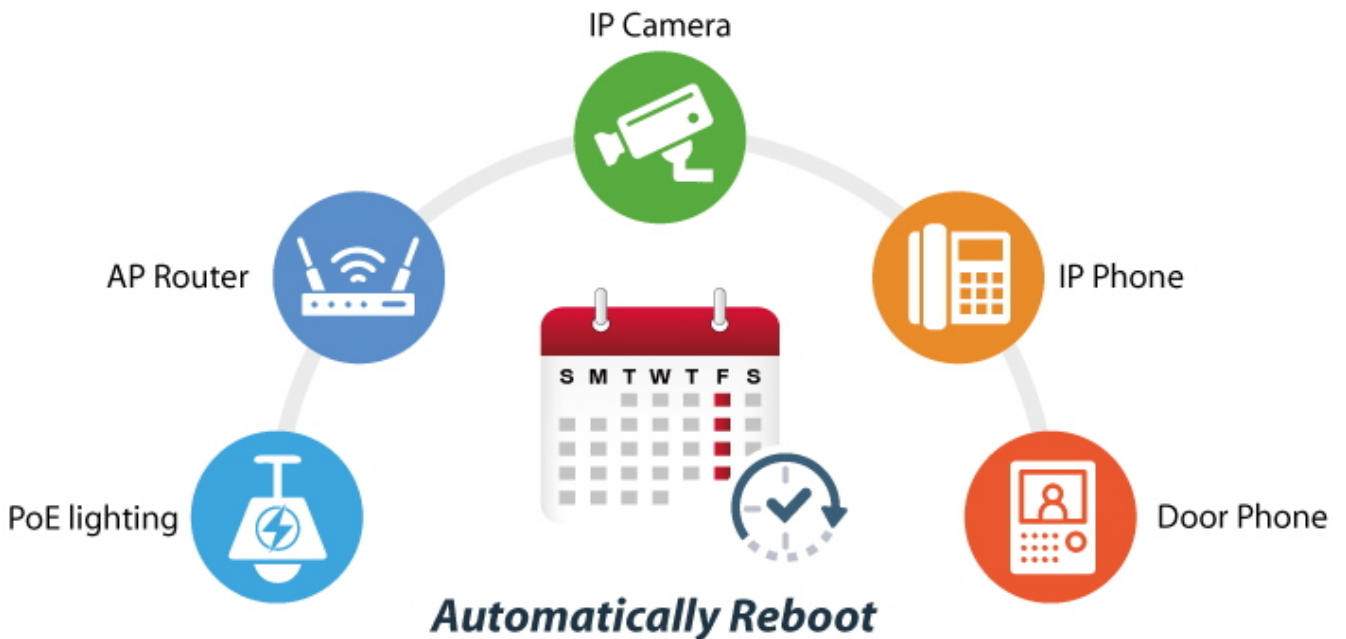 IP Camera
AP Router
IP Phone
S M T W T F S
PoE lighting
Door Phone
Automatically Reboot